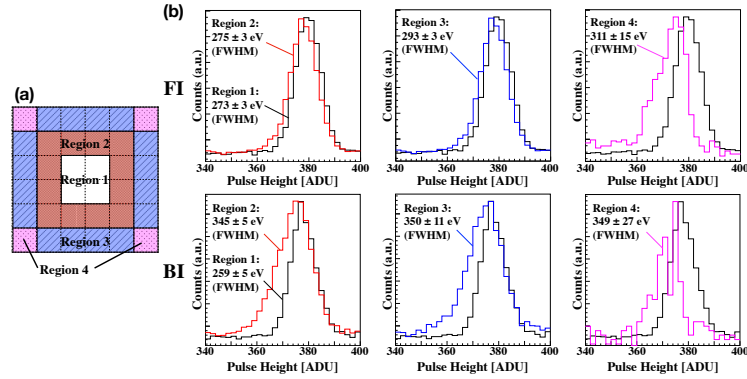 (a)
Region 2
Region 1
Region 3
Region 4
(b)
FI
Counts (a.u.)
Region 2:
275 ± 3 eV
(FWHM)
Region 1:
273 ± 3 eV
(FWHM)
340 360 380 400
Pulse Height [ADU]
Counts (a.u.)
Region 3:
293 ± 3 eV
(FWHM)
340 360 380 400
Pulse Height [ADU]
Counts (a.u.)
Region 4:
311 ± 15 eV
(FWHM)
340 360 380 400
Pulse Height [ADU]
BI
Counts (a.u.)
Region 2:
345 ± 5 eV
(FWHM)
Region 1:
259 ± 5 eV
(FWHM)
340 360 380 400
Pulse Height [ADU]
Counts (a.u.)
Region 3:
350 ± 11 eV
(FWHM)
340 360 380 400
Pulse Height [ADU]
Counts (a.u.)
Region 4:
349 ± 27 eV
(FWHM)
340 360 380 400
Pulse Height [ADU]